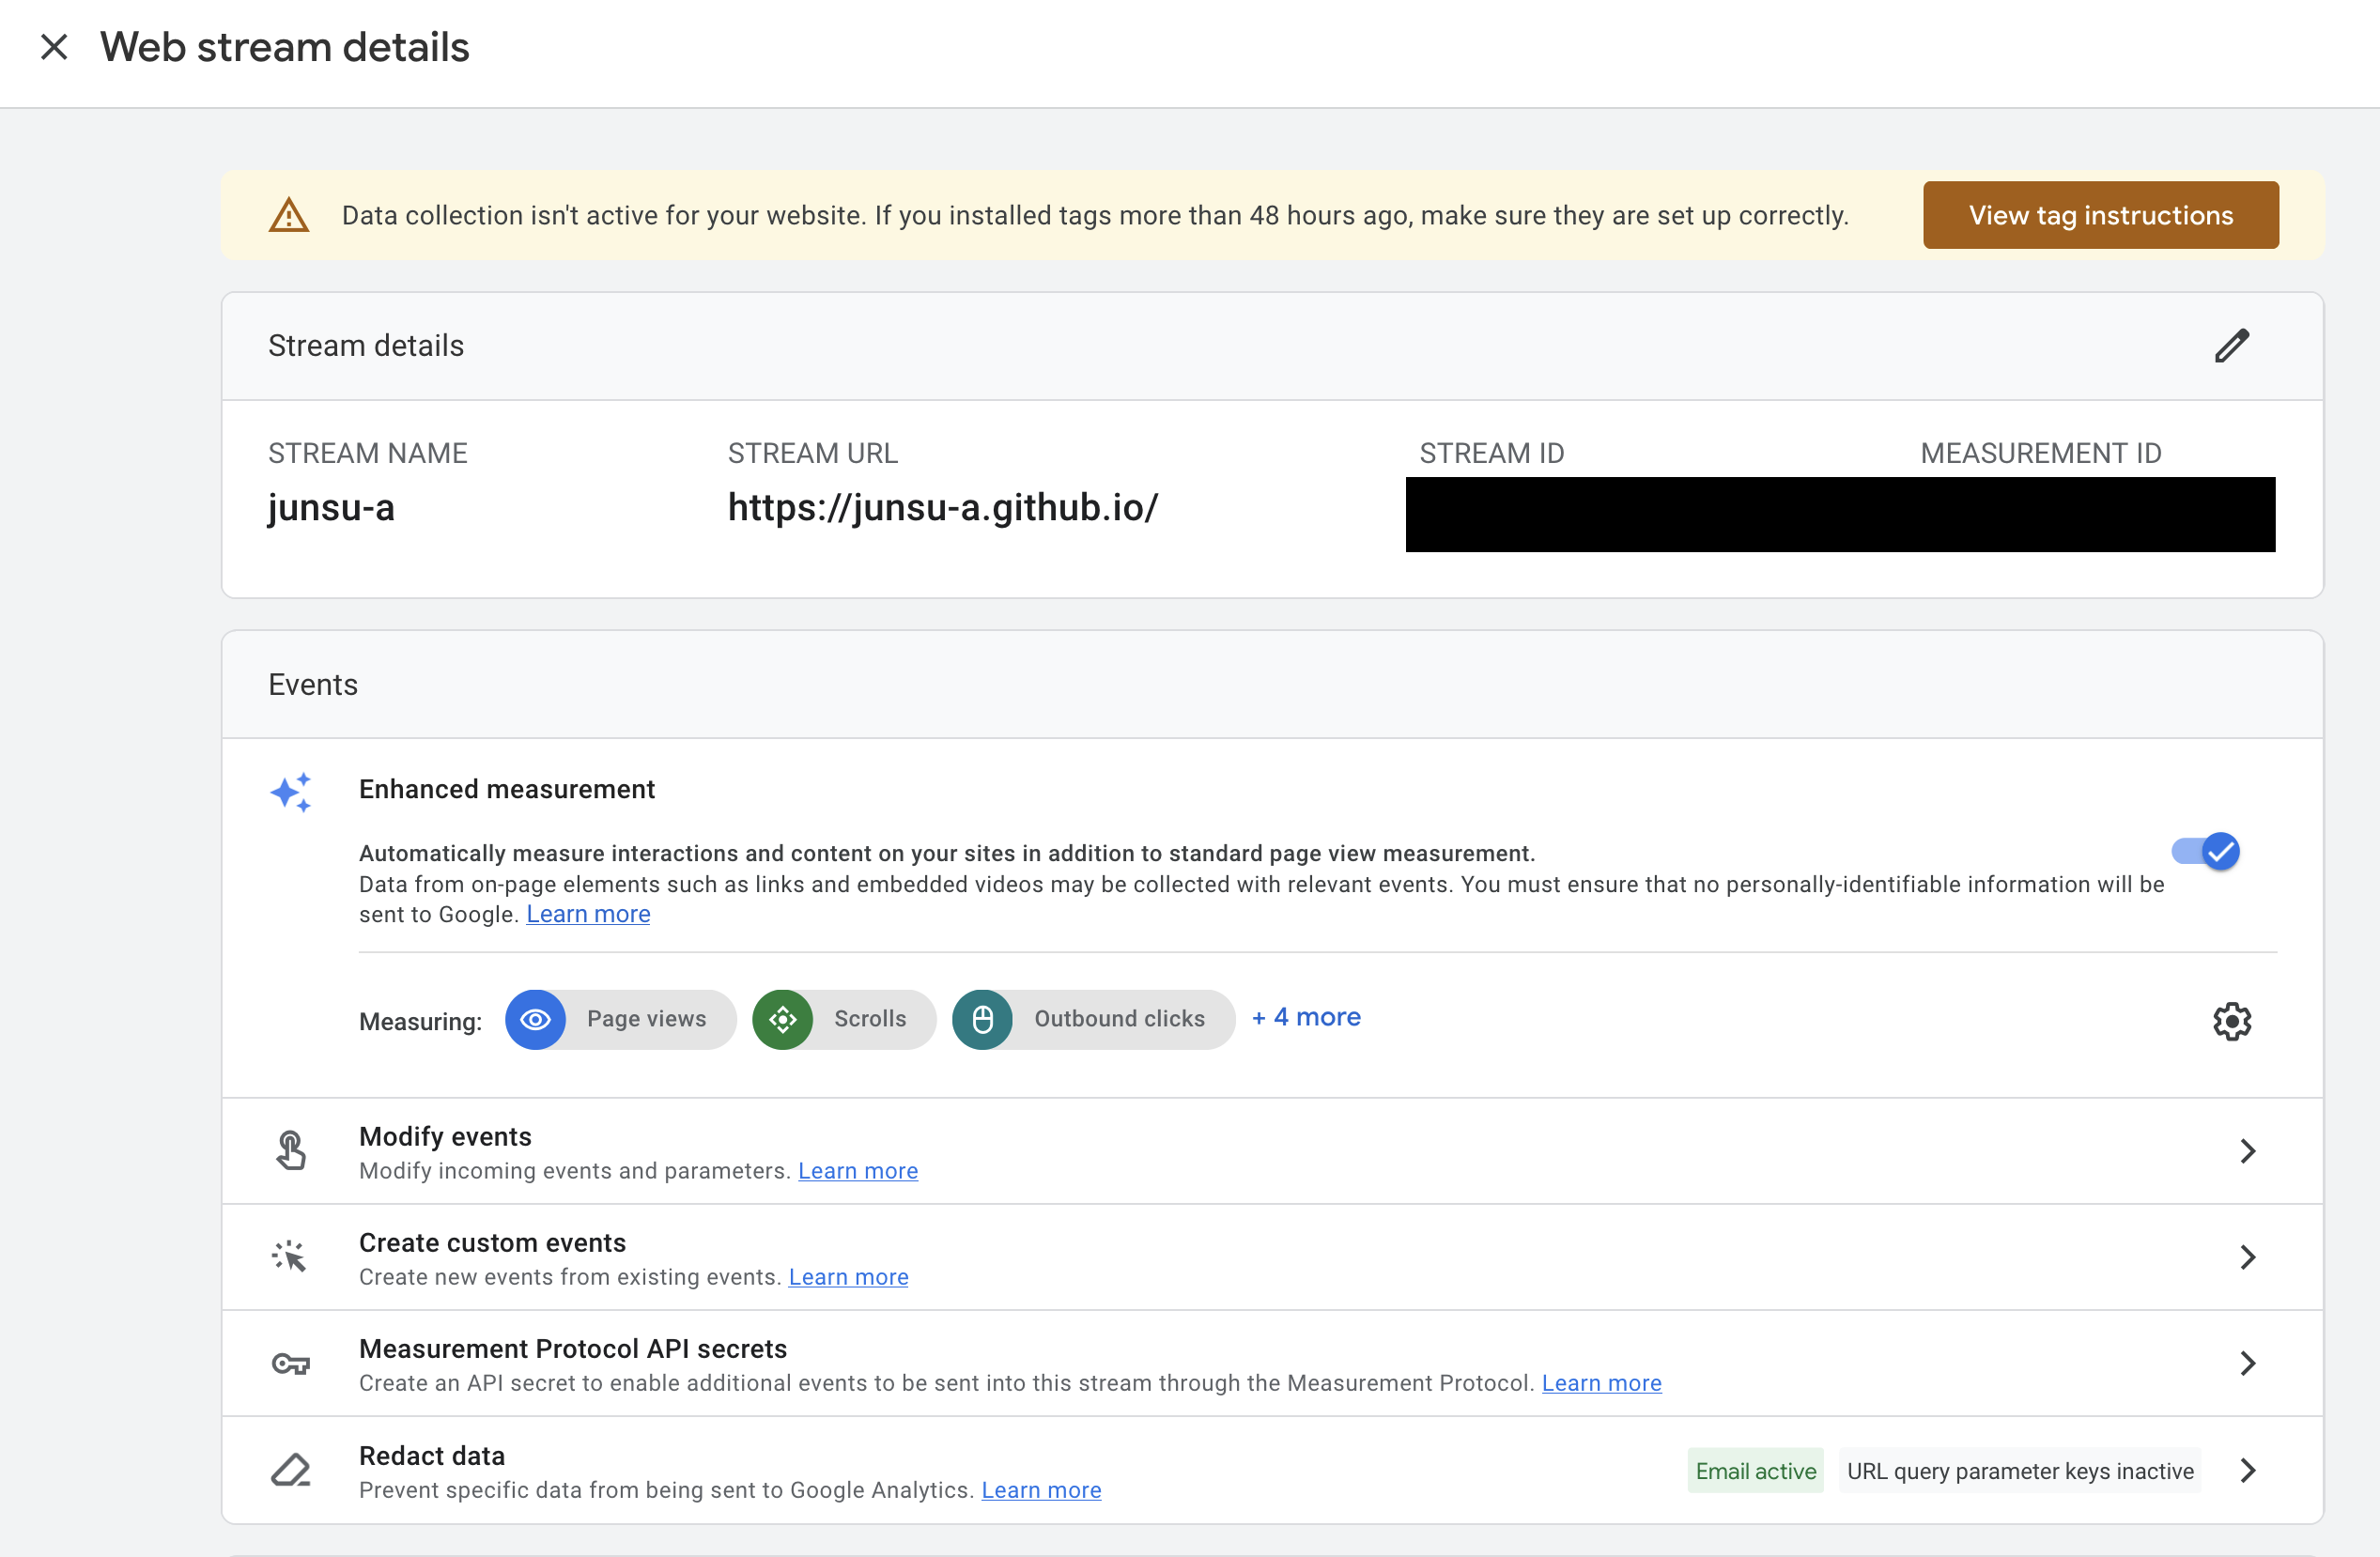 Web stream details
Data collection isn't active for your website. If you installed tags more than 48 hours ago, make sure they are set up correctly.
View tag instructions
Stream details
STREAM NAME
junsu-a
STREAM URL
https://junsu-a.github.io/
STREAM ID
MEASUREMENT ID
Events
Enhanced measurement
Automatically measure interactions and content on your sites in addition to standard page view measurement.
Data from on-page elements such as links and embedded videos may be collected with relevant events. You must ensure that no personally-identifiable information will be
sent to Google. Learn more
Measuring:
Page views
Scrolls
Outbound clicks
+ 4 more
Modify events
Modify incoming events and parameters. Learn more
Create custom events
Create new events from existing events. Learn more
Measurement Protocol API secrets
Create an API secret to enable additional events to be sent into this stream through the Measurement Protocol. Learn more
Redact data
Prevent specific data from being sent to Google Analytics. Learn more
Email active
URL query parameter keys inactive